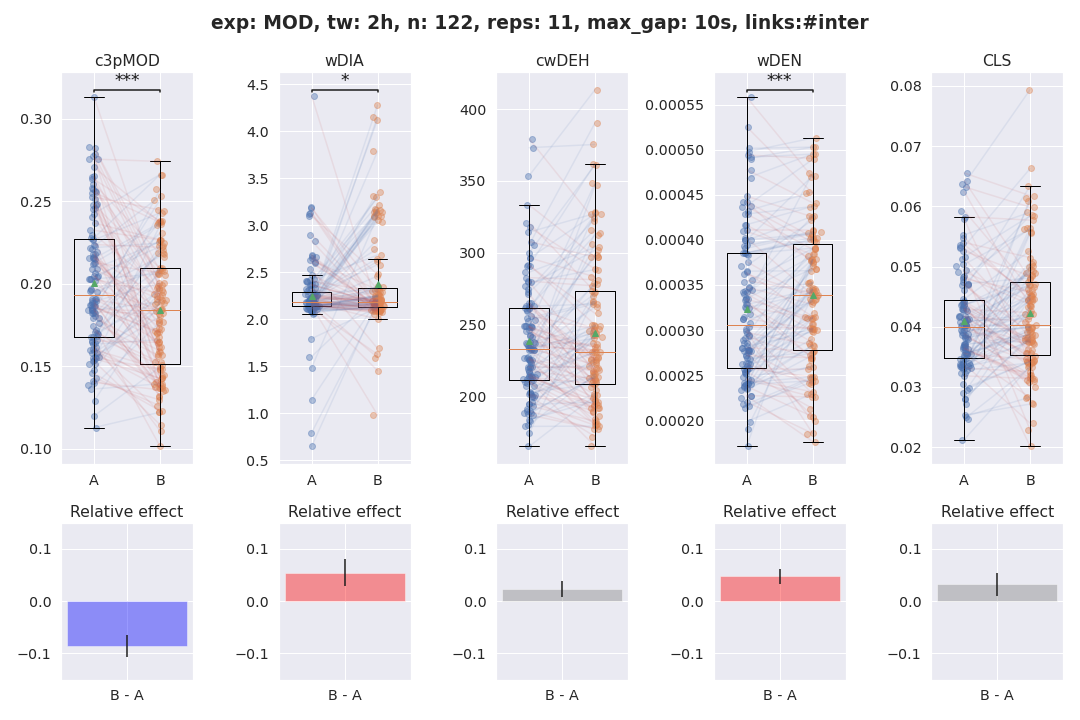 exp: MOD, tw: 2h, n: 122, reps: 11, max_gap: 10s, links:#inter
c3pMOD
wDIA
cwDEH
wDEN
CLS
***
*
***
0.30
0.25
0.20
0.15
0.10
A
B
4.5
4.0
3.5
3.0
2.5
2.0
1.5
1.0
0.5
A
B
400
350
300
250
200
A
B
0.00055
0.00050
0.00045
0.00040
0.00035
0.00030
0.00025
0.00020
A
B
0.08
0.07
0.06
0.05
0.04
0.03
0.02
A
B
Relative effect
0.1
0.0
−0.1
B - A
Relative effect
0.1
0.0
−0.1
B - A
Relative effect
0.1
0.0
−0.1
B - A
Relative effect
0.1
0.0
−0.1
B - A
Relative effect
0.1
0.0
−0.1
B - A